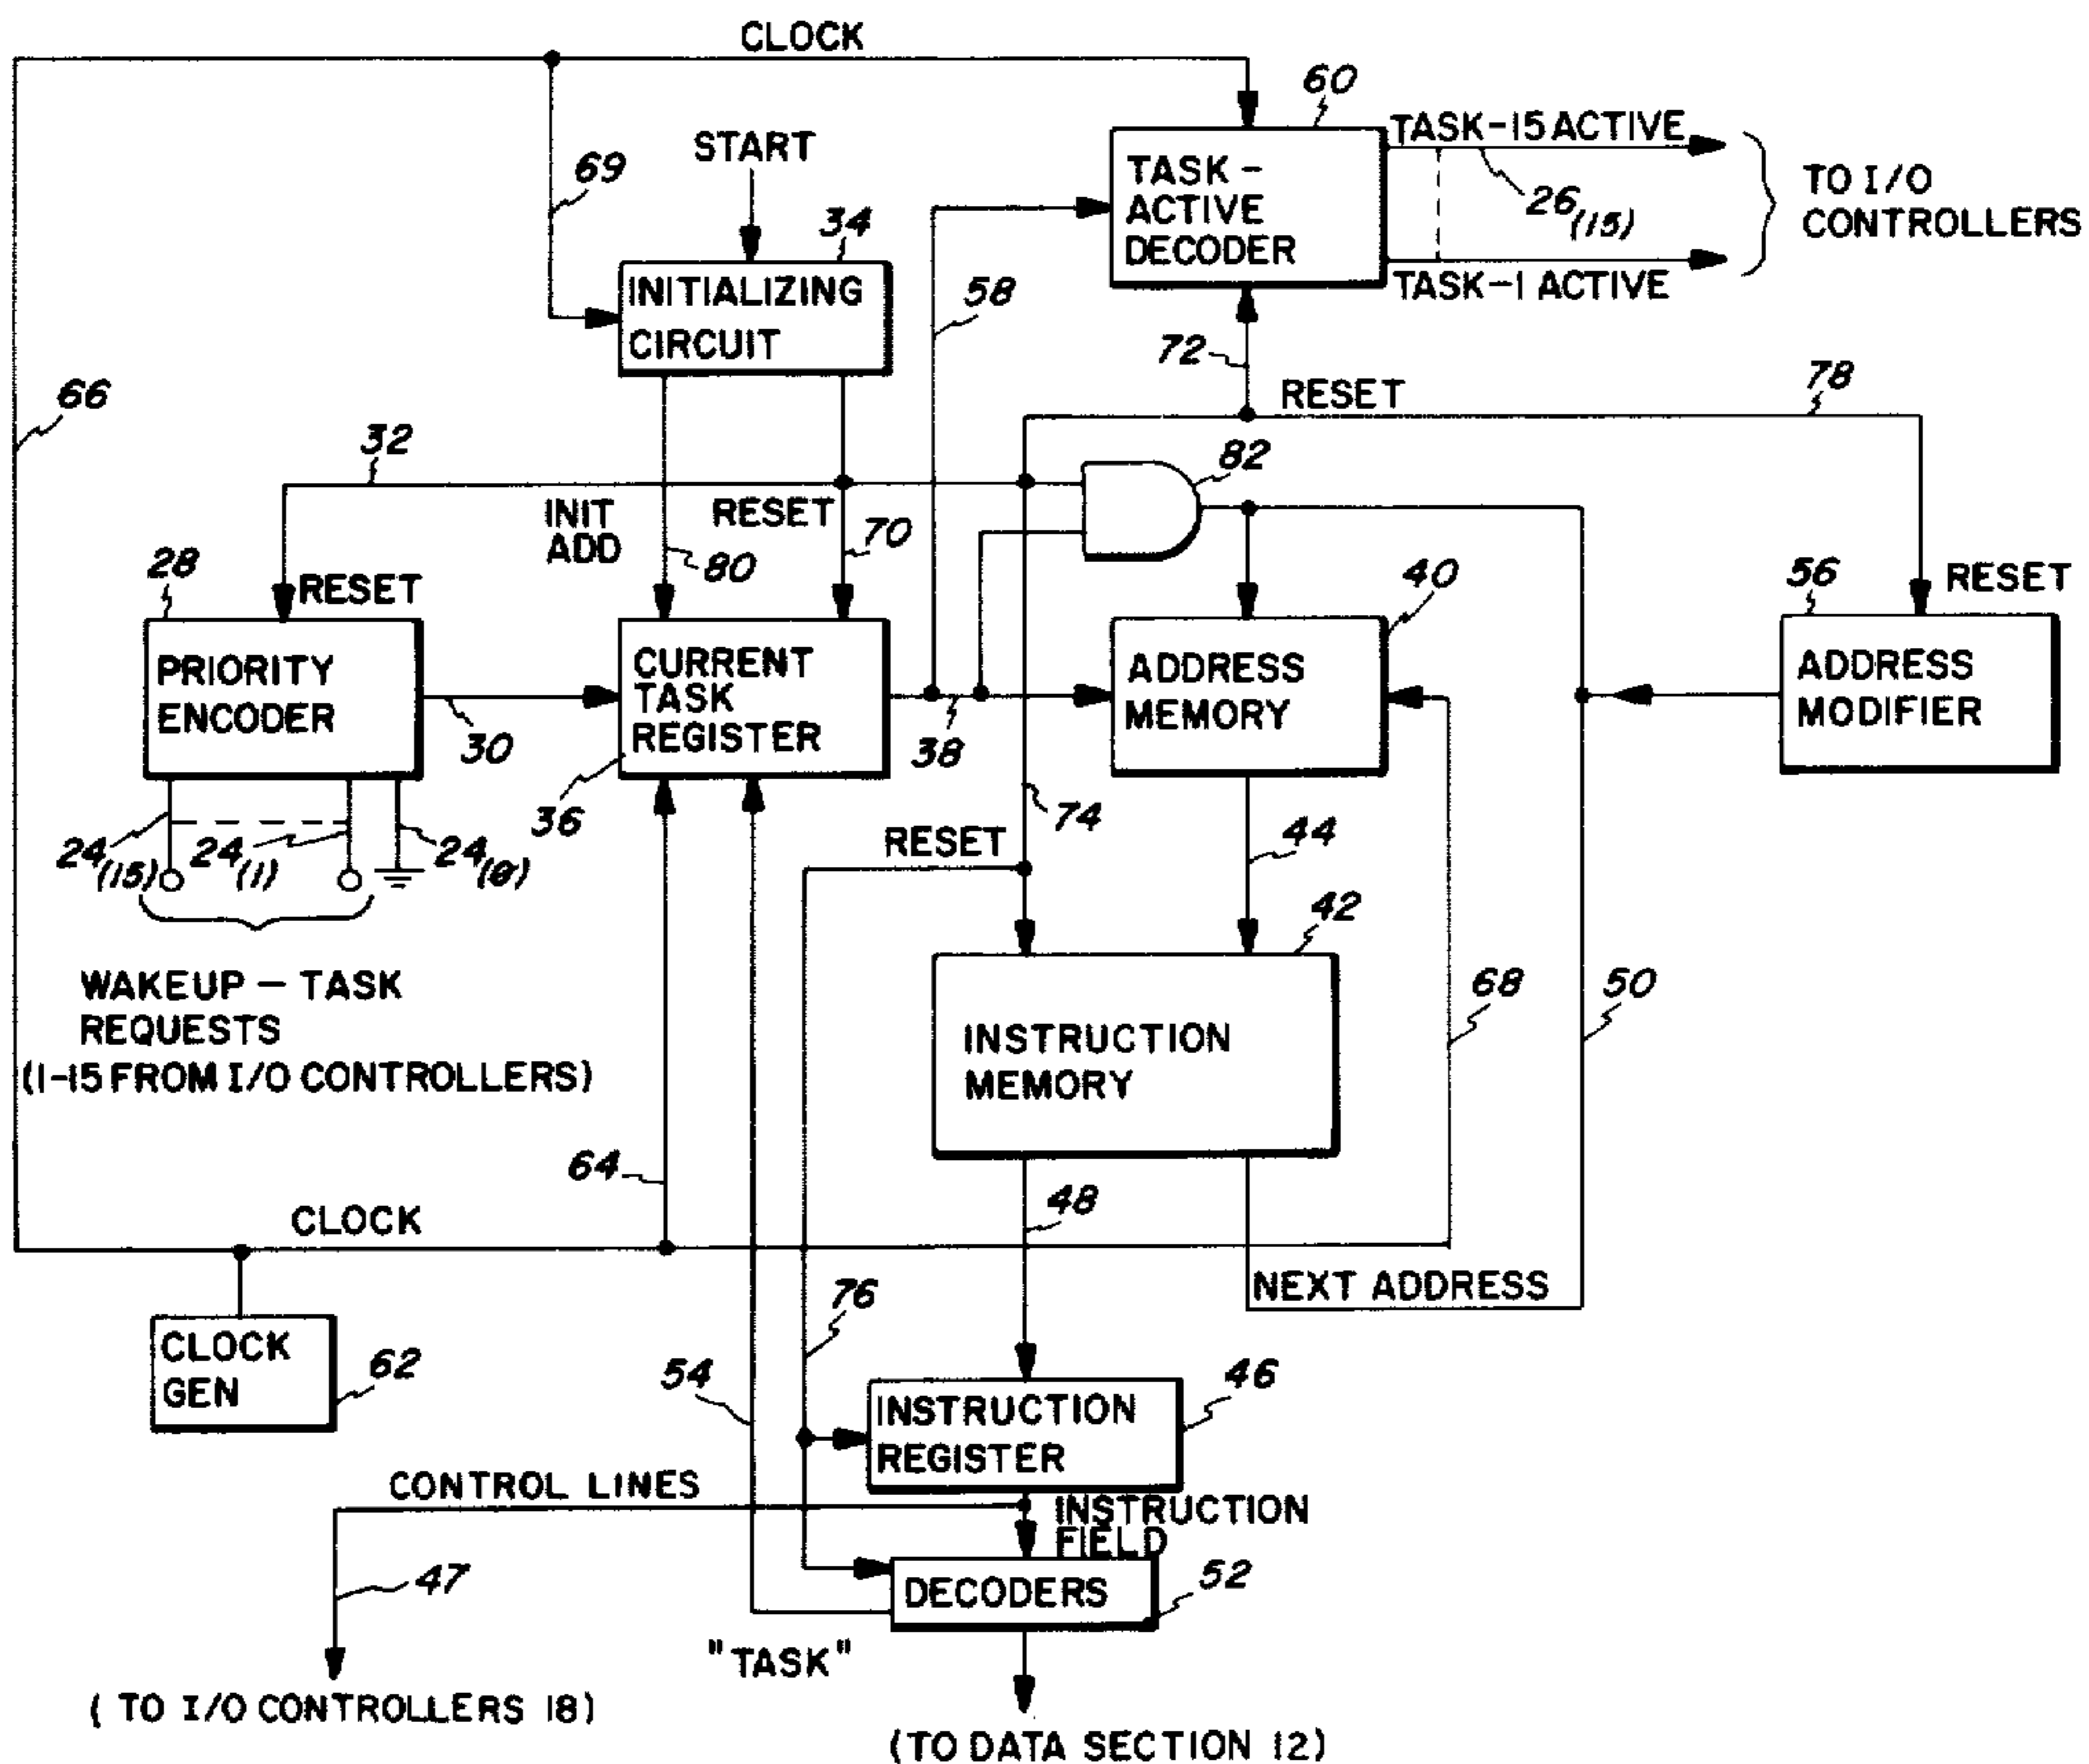 CLOCK
60
TASK-15 ACTIVE
START
69
TASK -
ACTIVE
DECODER
TO I/O
CONTROLLERS
26 (15)
34
INITIALIZING
CIRCUIT
58
TASK-1 ACTIVE
72
RESET
78
66
32
82
INIT
ADD
RESET
70
80
28
RESET
40
56
RESET
PRIORITY
ENCODER
CURRENT
TASK
REGISTER
ADDRESS
MEMORY
ADDRESS
MODIFIER
30
38
36
74
RESET
44
24 (15)
24 (1)
24 (0)
42
WAKEUP - TASK
REQUESTS
(1-15 FROM I/O CONTROLLERS)
INSTRUCTION
MEMORY
68
50
64
48
CLOCK
NEXT ADDRESS
76
CLOCK
GEN
62
54
46
INSTRUCTION
REGISTER
CONTROL LINES
INSTRUCTION
FIELD
47
DECODERS
52
"TASK"
(TO I/O CONTROLLERS 18)
(TO DATA SECTION 12)